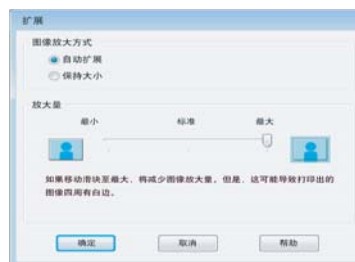 扩展
图像放大方式
自动扩展
保持大小
放大量
最小 标准 最大
如果移动滑块至最大，将减少图像放大量。但是，这可能导致打印出的
图像四周有白边。
确定 取消 帮助